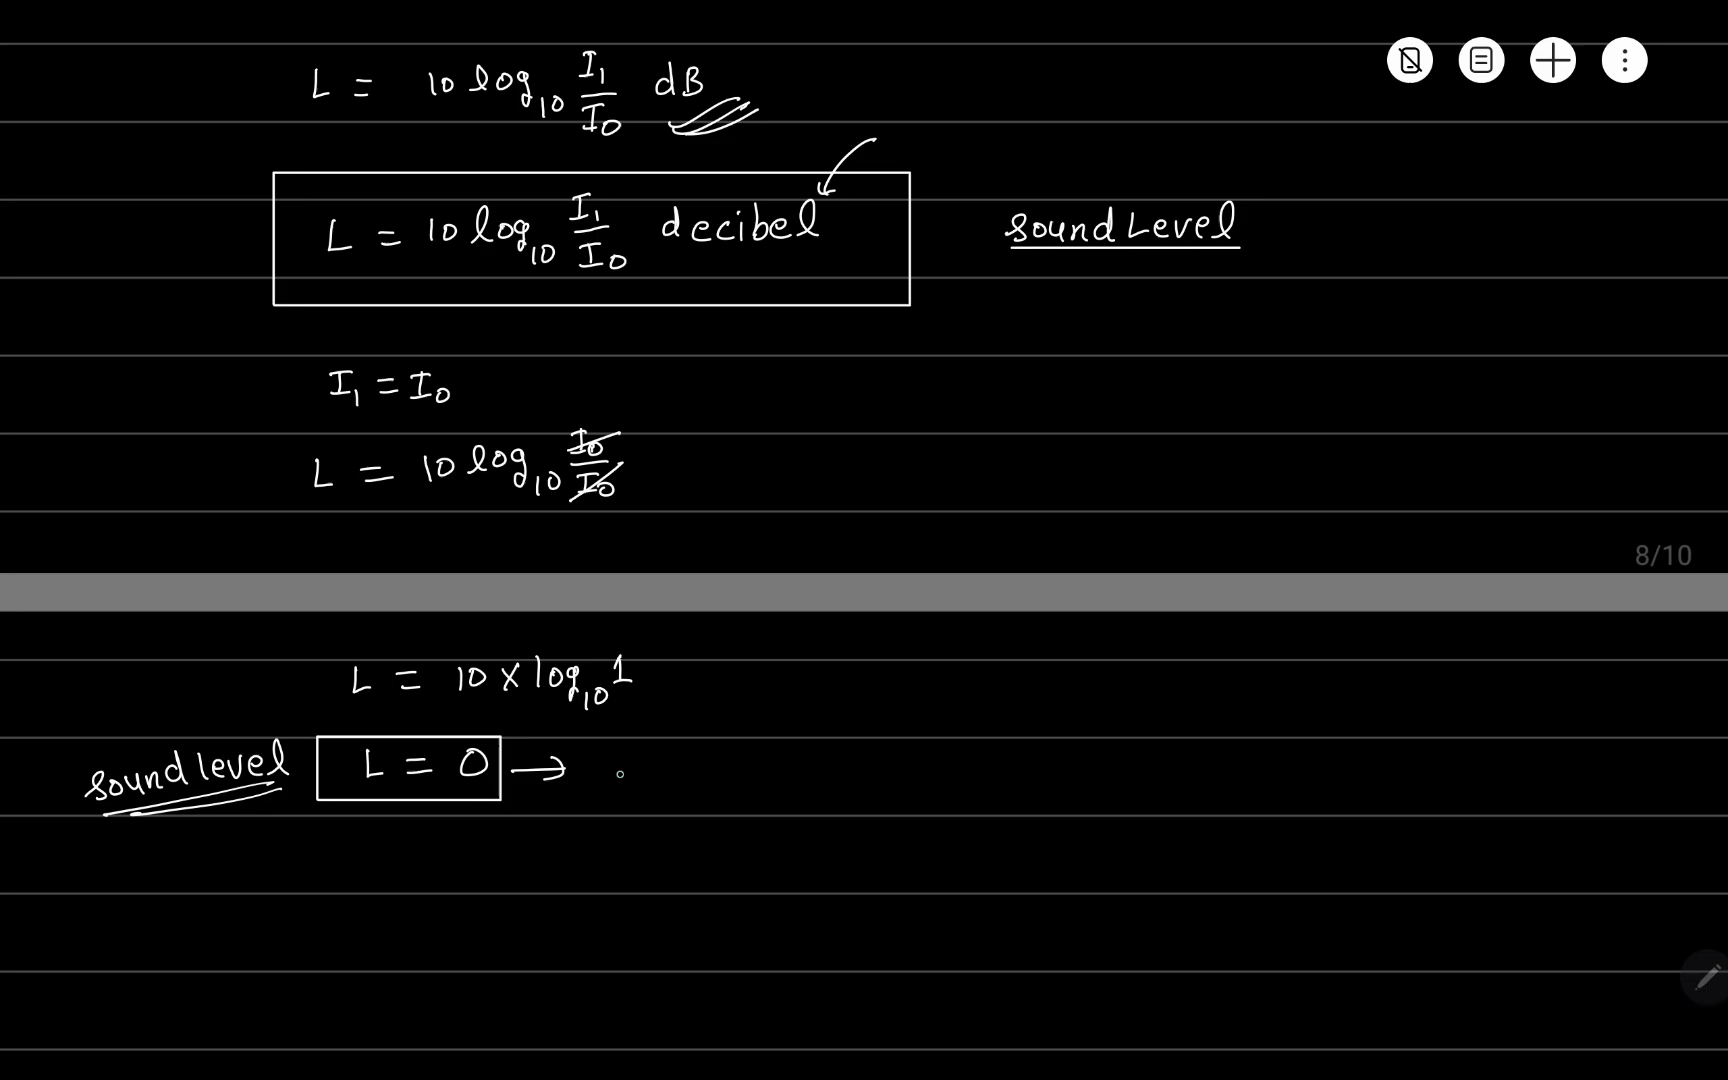 L = 10 log₁₀ I₁/I₀ dB
L = 10 log₁₀ I₁/I₀ decibel
Sound Level
I₁ = I₀
L = 10 log₁₀ I₀/I₀
8/10
L = 10 × log₁₀ 1
sound level L = 0 →